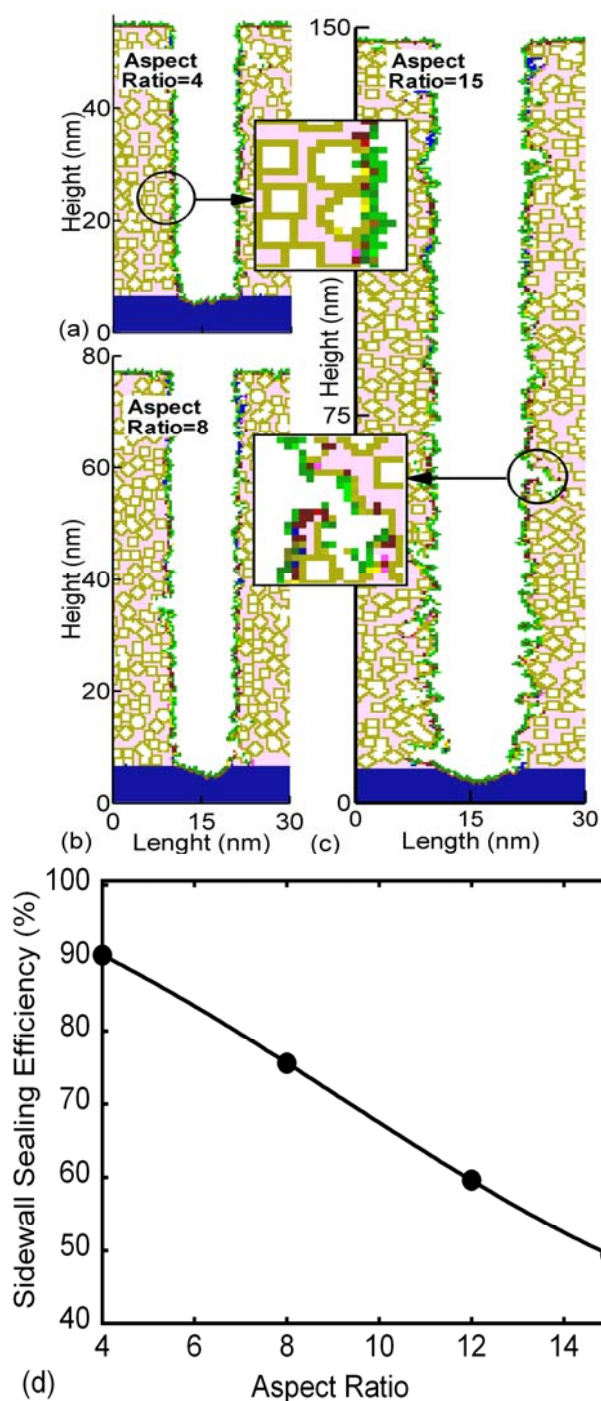 Aspect
Ratio=4
Height (nm)
40
20
0
(a)
Aspect
Ratio=15
150
Height (nm)
75
0
0
15
30
Length (nm)
(c)
Aspect
Ratio=8
Height (nm)
80
60
40
20
0
0
15
30
Lenght (nm)
(b)
Sidewall Sealing Efficiency (%)
100
90
80
70
60
50
40
4
6
8
10
12
14
Aspect Ratio
(d)